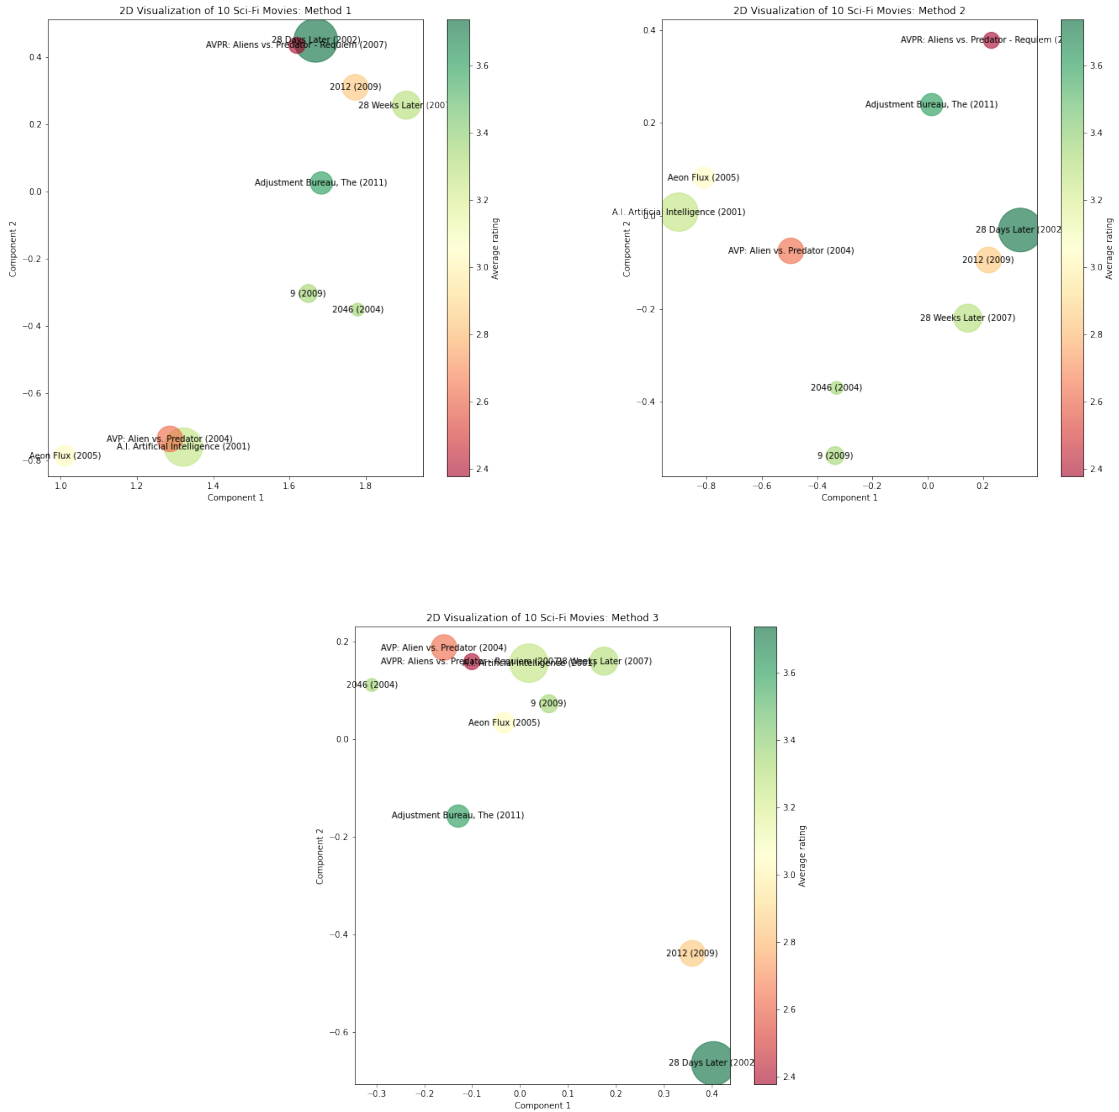 2D Visualization of 10 Sci-Fi Movies: Method 1
0.4
0.2
0.0
−0.2
−0.4
−0.6
−0.8
Component 2
28 Days Later (2002)
AVPR: Aliens vs. Predator - Requiem (2007)
2012 (2009)
28 Weeks Later (200
Adjustment Bureau, The (2011)
9 (2009)
2046 (2004)
AVP: Alien vs. Predator (2004)
A.I. Artificial Intelligence (2001)
Aeon Flux (2005)
1.0 1.2 1.4 1.6 1.8
Component 1
3.6
3.4
3.2
3.0
2.8
2.6
2.4
Average rating
2D Visualization of 10 Sci-Fi Movies: Method 2
0.4
0.2
0.0
−0.2
−0.4
Component 2
AVPR: Aliens vs. Predator - Requiem (2
Adjustment Bureau, The (2011)
Aeon Flux (2005)
A.I. Artificial Intelligence (2001)
28 Days Later (2002
AVP: Alien vs. Predator (2004)
2012 (2009)
28 Weeks Later (2007)
2046 (2004)
9 (2009)
−0.8 −0.6 −0.4 −0.2 0.0 0.2
Component 1
3.6
3.4
3.2
3.0
2.8
2.6
2.4
Average rating
2D Visualization of 10 Sci-Fi Movies: Method 3
0.2
0.0
−0.2
−0.4
−0.6
Component 2
AVP: Alien vs. Predator (2004)
AVPR: Aliens vs. Predator - Requiem (2007)
A.I. Artificial Intelligence (2001)
28 Weeks Later (2007)
2046 (2004)
9 (2009)
Aeon Flux (2005)
Adjustment Bureau, The (2011)
2012 (2009)
28 Days Later (2002
−0.3 −0.2 −0.1 0.0 0.1 0.2 0.3 0.4
Component 1
3.6
3.4
3.2
3.0
2.8
2.6
2.4
Average rating